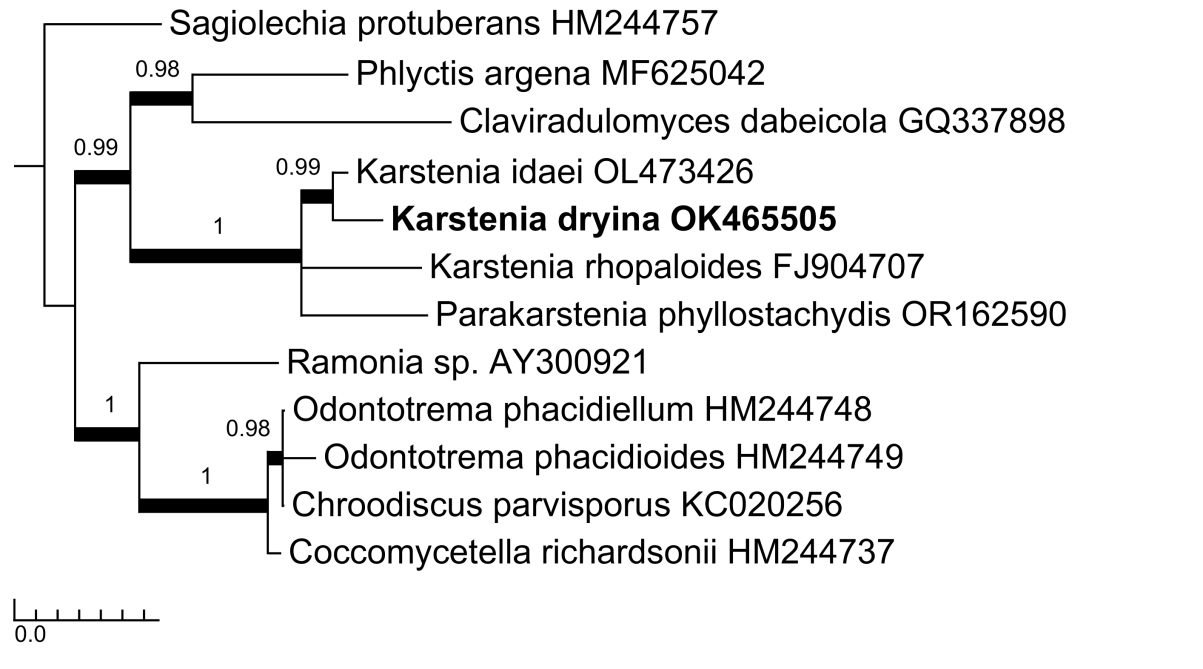 Sagiolechia protuberans HM244757
0.98
Phlyctis argena MF625042
Claviradulomyces dabeicola GQ337898
0.99
0.99
Karstenia idaei OL473426
1
Karstenia dryina OK465505
Karstenia rhopaloides FJ904707
Parakarstenia phyllostachydis OR162590
Ramonia sp. AY300921
1
Odontotrema phacidiellum HM244748
0.98
Odontotrema phacidioides HM244749
1
Chroodiscus parvisporus KC020256
Coccomycetella richardsonii HM244737
0.0